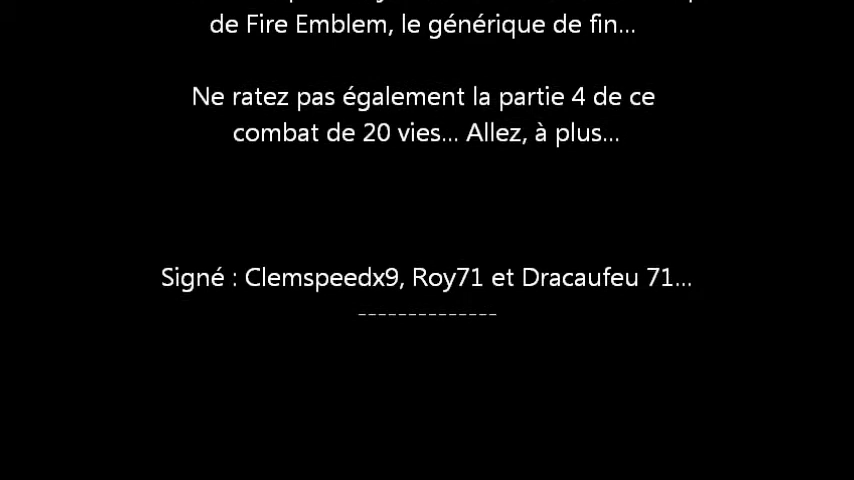 de Fire Emblem, le générique de fin...
Ne ratez pas également la partie 4 de ce
combat de 20 vies... Allez, à plus...
Signé : Clemspeedx9, Roy71 et Dracaufeu 71...
--------------